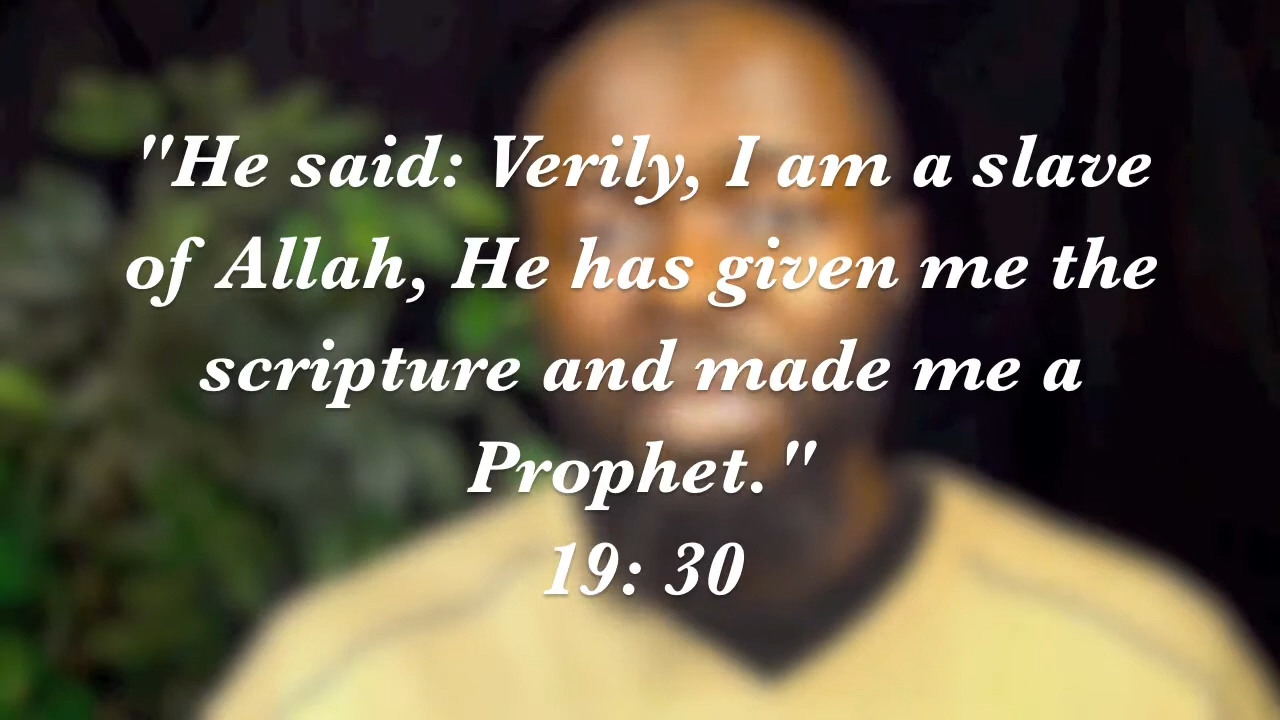 "He said: Verily, I am a slave
of Allah, He has given me the
scripture and made me a
Prophet."
19: 30